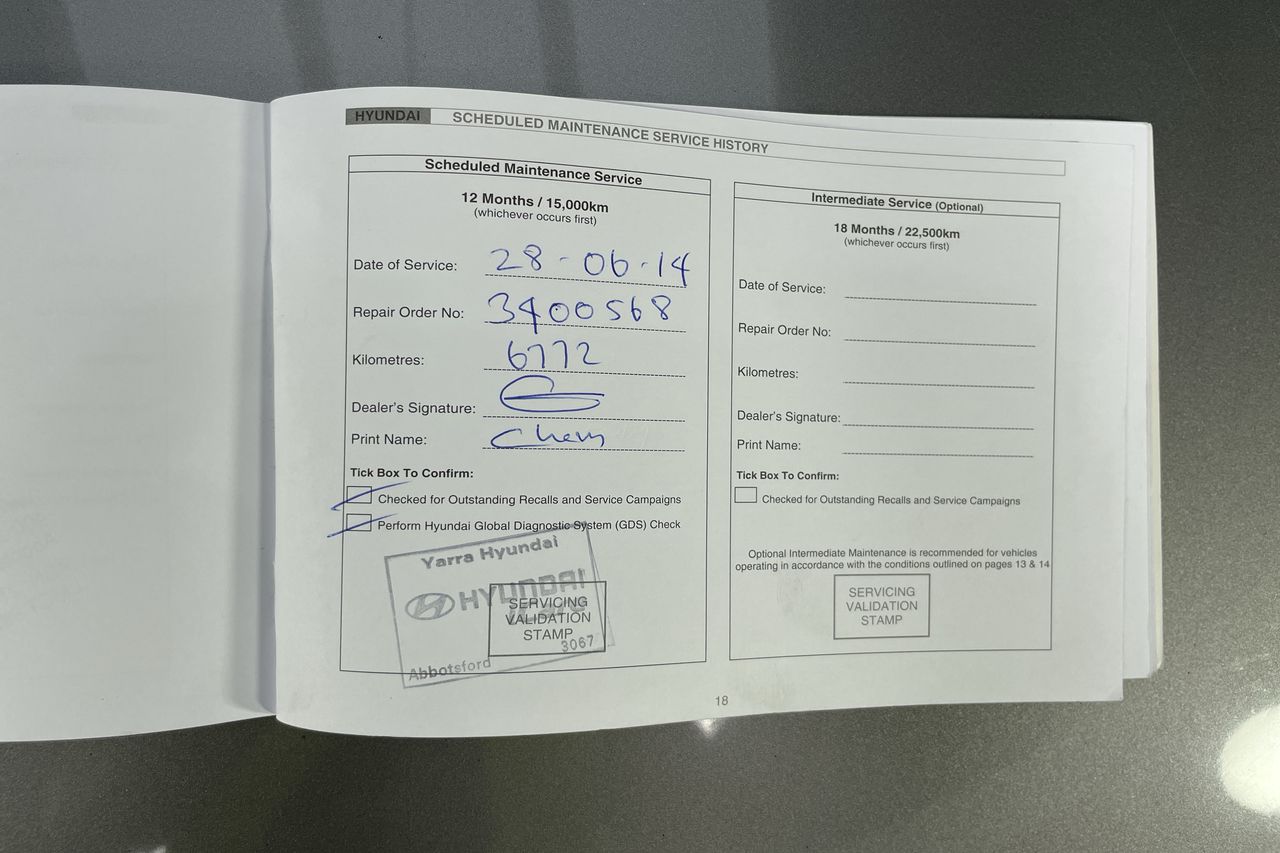 HYUNDAI SCHEDULED MAINTENANCE SERVICE HISTORY
Scheduled Maintenance Service
12 Months / 15,000km
(whichever occurs first)
Date of Service: 28-06-14
Repair Order No: 3400568
Kilometres: 6772
Dealer's Signature:
Print Name:
Tick Box To Confirm:
Checked for Outstanding Recalls and Service Campaigns
Perform Hyundai Global Diagnostic System (GDS) Check
Yarra Hyundai
HYUNDAI
iCare
SERVICING
VALIDATION
STAMP
3067
Abbotsford
Intermediate Service (Optional)
18 Months / 22,500km
(whichever occurs first)
Date of Service:
Repair Order No:
Kilometres:
Dealer's Signature:
Print Name:
Tick Box To Confirm:
Checked for Outstanding Recalls and Service Campaigns
Optional Intermediate Maintenance is recommended for vehicles
operating in accordance with the conditions outlined on pages 13 & 14
SERVICING
VALIDATION
STAMP
18